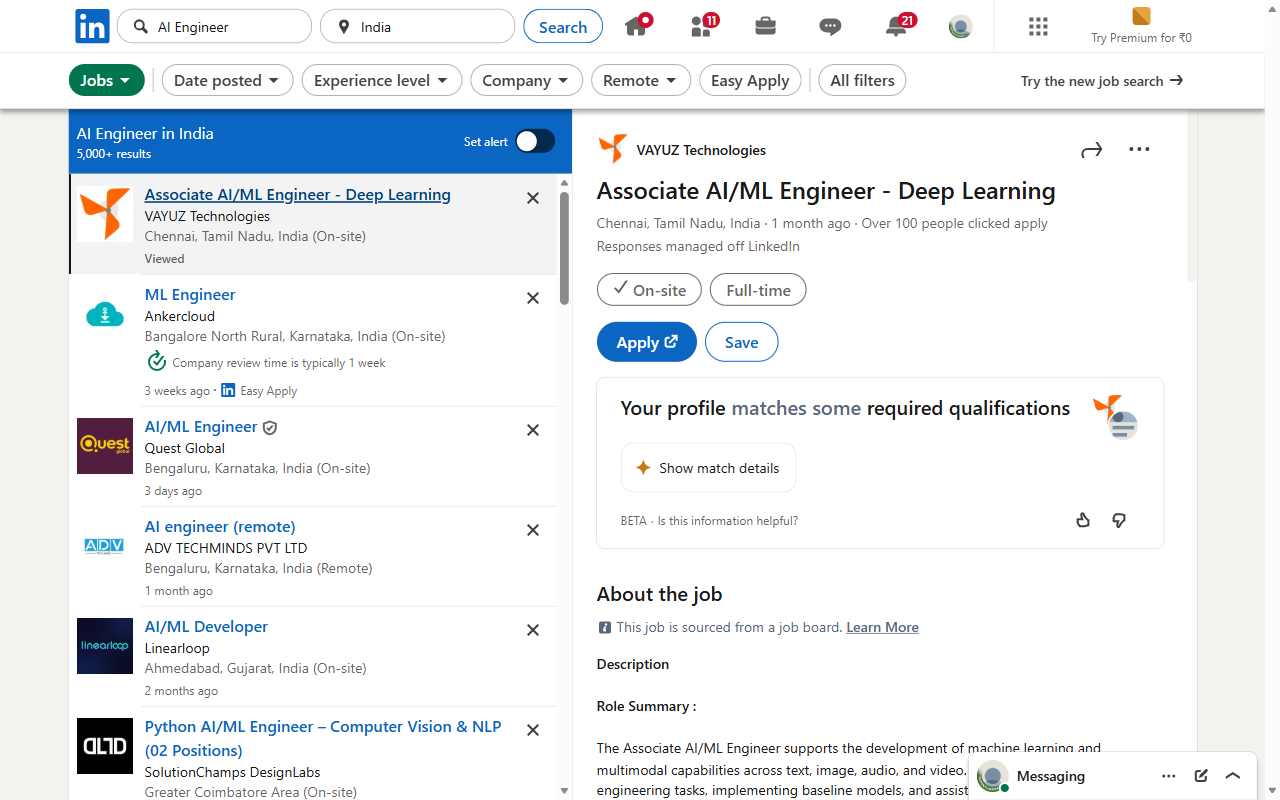 in
AI Engineer
India
Search
11
21
Try Premium for ₹0
Jobs
Date posted
Experience level
Company
Remote
Easy Apply
All filters
Try the new job search
AI Engineer in India
5,000+ results
Set alert
Associate AI/ML Engineer - Deep Learning
VAYUZ Technologies
Chennai, Tamil Nadu, India (On-site)
Viewed
ML Engineer
Ankercloud
Bangalore North Rural, Karnataka, India (On-site)
Company review time is typically 1 week
3 weeks ago · in Easy Apply
Quest
global
AI/ML Engineer
Quest Global
Bengaluru, Karnataka, India (On-site)
3 days ago
ADV
AI engineer (remote)
ADV TECHMINDS PVT LTD
Bengaluru, Karnataka, India (Remote)
1 month ago
linearloop
AI/ML Developer
Linearloop
Ahmedabad, Gujarat, India (On-site)
2 months ago
Python AI/ML Engineer – Computer Vision & NLP
(02 Positions)
SolutionChamps DesignLabs
Greater Coimbatore Area (On-site)
VAYUZ Technologies
Associate AI/ML Engineer - Deep Learning
Chennai, Tamil Nadu, India · 1 month ago · Over 100 people clicked apply
Responses managed off LinkedIn
On-site
Full-time
Apply
Save
Your profile matches some required qualifications
Show match details
BETA · Is this information helpful?
About the job
This job is sourced from a job board. Learn More
Description
Role Summary :
The Associate AI/ML Engineer supports the development of machine learning and
multimodal capabilities across text, image, audio, and video.
engineering tasks, implementing baseline models, and assist
Messaging